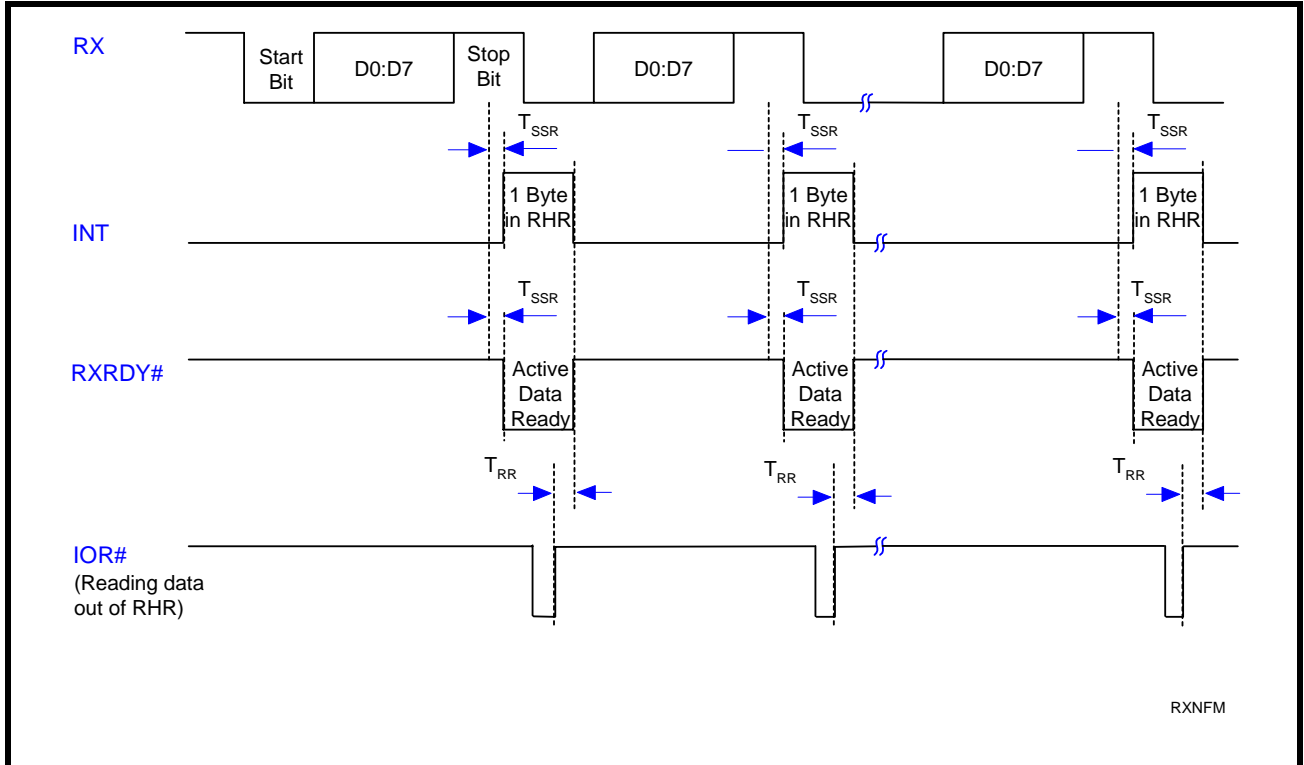 RX
Start
Bit
D0:D7
Stop
Bit
D0:D7
D0:D7
TSSR
TSSR
TSSR
INT
1 Byte
in RHR
1 Byte
in RHR
1 Byte
in RHR
TSSR
TSSR
TSSR
RXRDY#
Active
Data
Ready
Active
Data
Ready
Active
Data
Ready
TRR
TRR
TRR
IOR#
(Reading data
out of RHR)
RXNFM